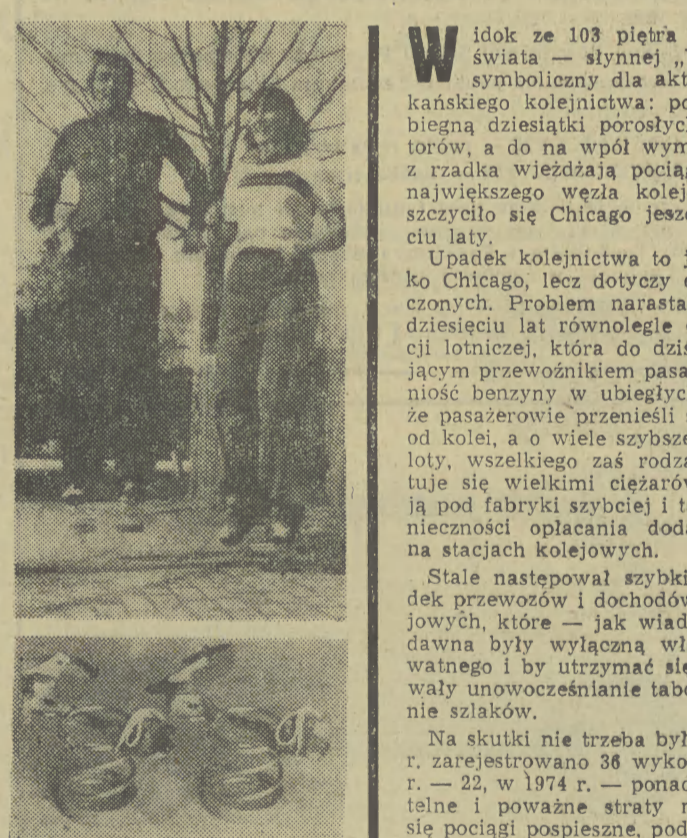 Widok ze 103 piętra
świata — słynnej „
symboliczny dla akt
kańskiego kolejnictwa: po
biegną dziesiątki porosłych
torów, a do na wpół wym
z rzadka wjeżdżają pociąg
największego węzła kolej
szczyciło się Chicago jeszc
ciu laty.
Upadek kolejnictwa to j
ko Chicago, lecz dotyczy
czonych. Problem narasta
dziesięciu lat równolegle
cji lotniczej, która do dziś
jącym przewoźnikiem pasa
niość benzyny w ubiegłyc
że pasażerowie przenieśli
od kolei, a o wiele szybsze
loty, wszelkiego zaś rodza
tuje się wielkimi ciężarów
ją pod fabryki szybciej i t
nieczności opłacania doda
na stacjach kolejowych.
Stale następował szybki
dek przewozów i dochodów
jowych, które — jak wiad
dawna były wyłączną wł
watnego i by utrzymać się
wały unowocześnianie tabo
nie szlaków.
Na skutki nie trzeba był
r. zarejestrowano 36 wyko
r. — 22, w 1974 r. — ponad
telne i poważne straty
się pociągi pospieszne, pod